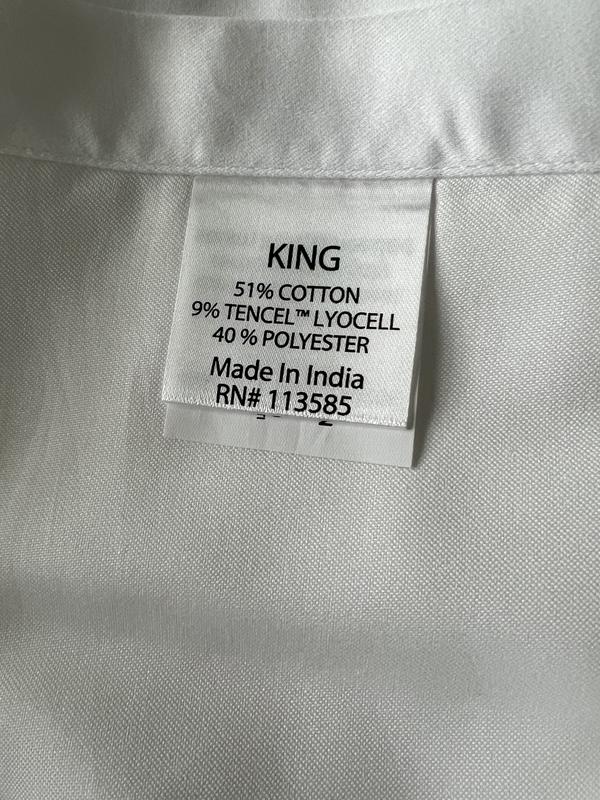 KING
51% COTTON
9% TENCEL™ LYOCELL
40 % POLYESTER
Made In India
RN# 113585